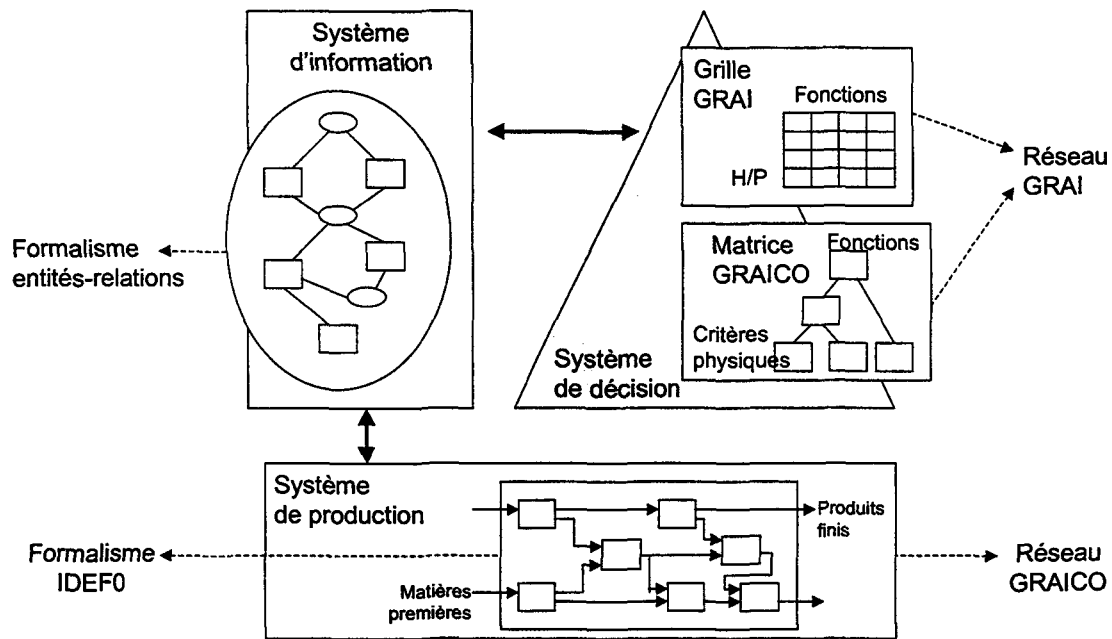 Système
d'information
Grille
GRAI
Fonctions
H/P
Réseau
GRAI
Formalisme
entités-relations
Matrice
GRAICO
Fonctions
Critères
physiques
Système
de décision
Système
de production
Produits
finis
Formalisme
IDEF0
Matières
premières
Réseau
GRAICO